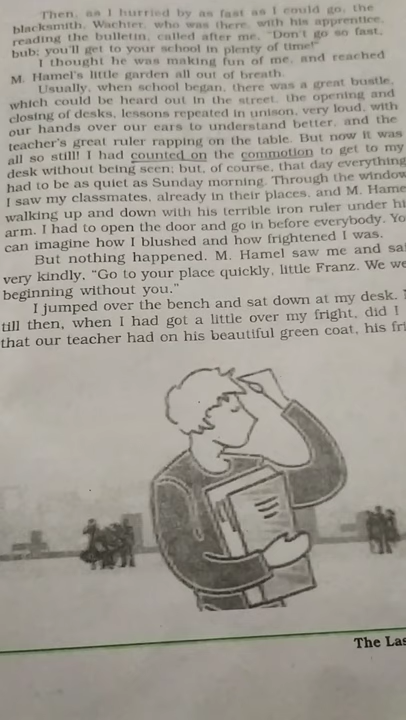 Then, as I hurried by as fast as I could go, the
blacksmith, Wachter, who was there, with his apprentice,
reading the bulletin, called after me, "Don't go so fast,
bub; you'll get to your school in plenty of time!"
I thought he was making fun of me, and reached
M. Hamel's little garden all out of breath.
Usually, when school began, there was a great bustle,
which could be heard out in the street, the opening and
closing of desks, lessons repeated in unison, very loud, with
our hands over our ears to understand better, and the
teacher's great ruler rapping on the table. But now it was
all so still! I had counted on the commotion to get to my
desk without being seen; but, of course, that day everything
had to be as quiet as Sunday morning. Through the window
I saw my classmates, already in their places, and M. Hame
walking up and down with his terrible iron ruler under hi
arm. I had to open the door and go in before everybody. Yo
can imagine how I blushed and how frightened I was.
But nothing happened. M. Hamel saw me and sai
very kindly, "Go to your place quickly, little Franz. We we
beginning without you."
I jumped over the bench and sat down at my desk.
till then, when I had got a little over my fright, did I
that our teacher had on his beautiful green coat, his fri
The Las